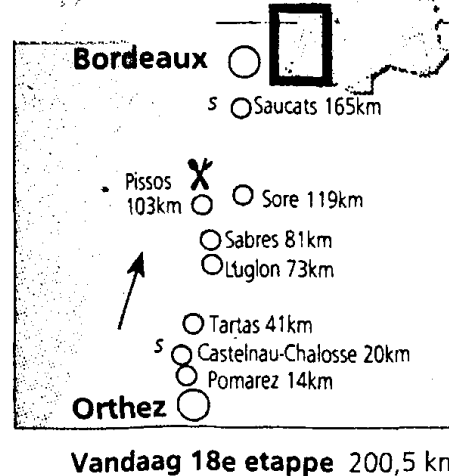 Bordeaux
s
Saucats 165km
Pissos
103km
Sore 119km
Sabres 81km
Luglon 73km
Tartas 41km
s
Castelnau-Chalosse 20km
Pomarez 14km
Orthez
Vandaag 18e etappe 200,5 km